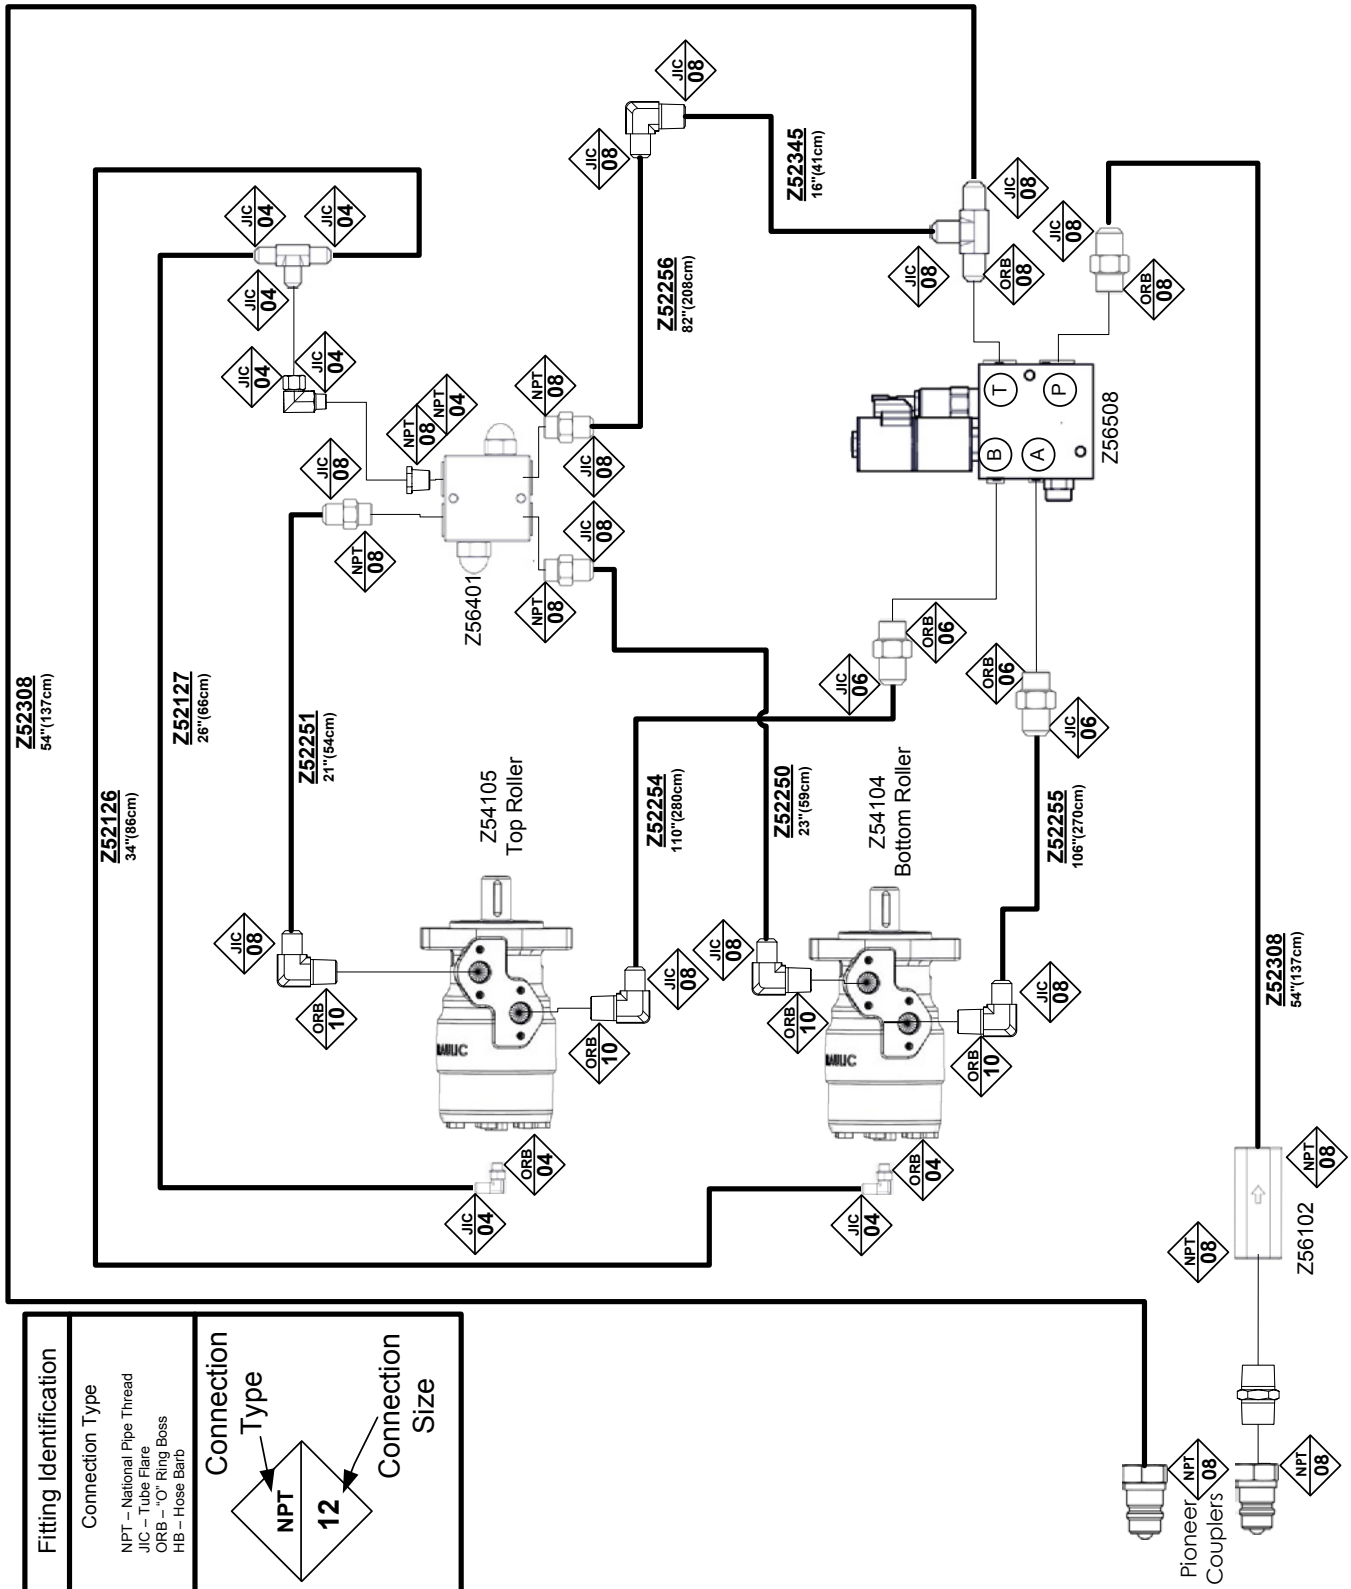 Z52308
54"(137cm)
Z52126
34"(86cm)
Z52127
26"(66cm)
Z52251
21"(54cm)
Z52256
82"(208cm)
Z52345
16"(41cm)
Z52254
110"(280cm)
Z52250
23"(59cm)
Z52255
106"(270cm)
Z52308
54"(137cm)
Z54105
Top Roller
Z54104
Bottom Roller
Z56401
Z56508
T
P
B
A
Z56102
Pioneer
Couplers
JIC
04
JIC
04
JIC
04
JIC
04
JIC
04
NPT
08
NPT
04
JIC
08
NPT
08
NPT
08
JIC
08
JIC
08
NPT
08
JIC
08
JIC
08
JIC
08
JIC
08
ORB
08
JIC
08
ORB
08
JIC
06
ORB
06
ORB
06
JIC
06
JIC
08
ORB
10
JIC
08
ORB
10
JIC
08
ORB
10
JIC
08
ORB
10
JIC
04
ORB
04
JIC
04
ORB
04
NPT
08
NPT
08
NPT
08
NPT
08
AULIC
AULIC
Fitting Identification
Connection Type
NPT – National Pipe Thread
JIC – Tube Flare
ORB – "O" Ring Boss
HB – Hose Barb
Connection
Type
NPT
12
Connection
Size